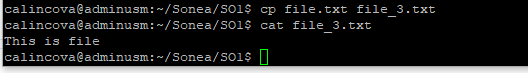 calincova@adminusm:~/Sonea/SO1$ cp file.txt file_3.txt
calincova@adminusm:~/Sonea/SO1$ cat file_3.txt
This is file
calincova@adminusm:~/Sonea/SO1$